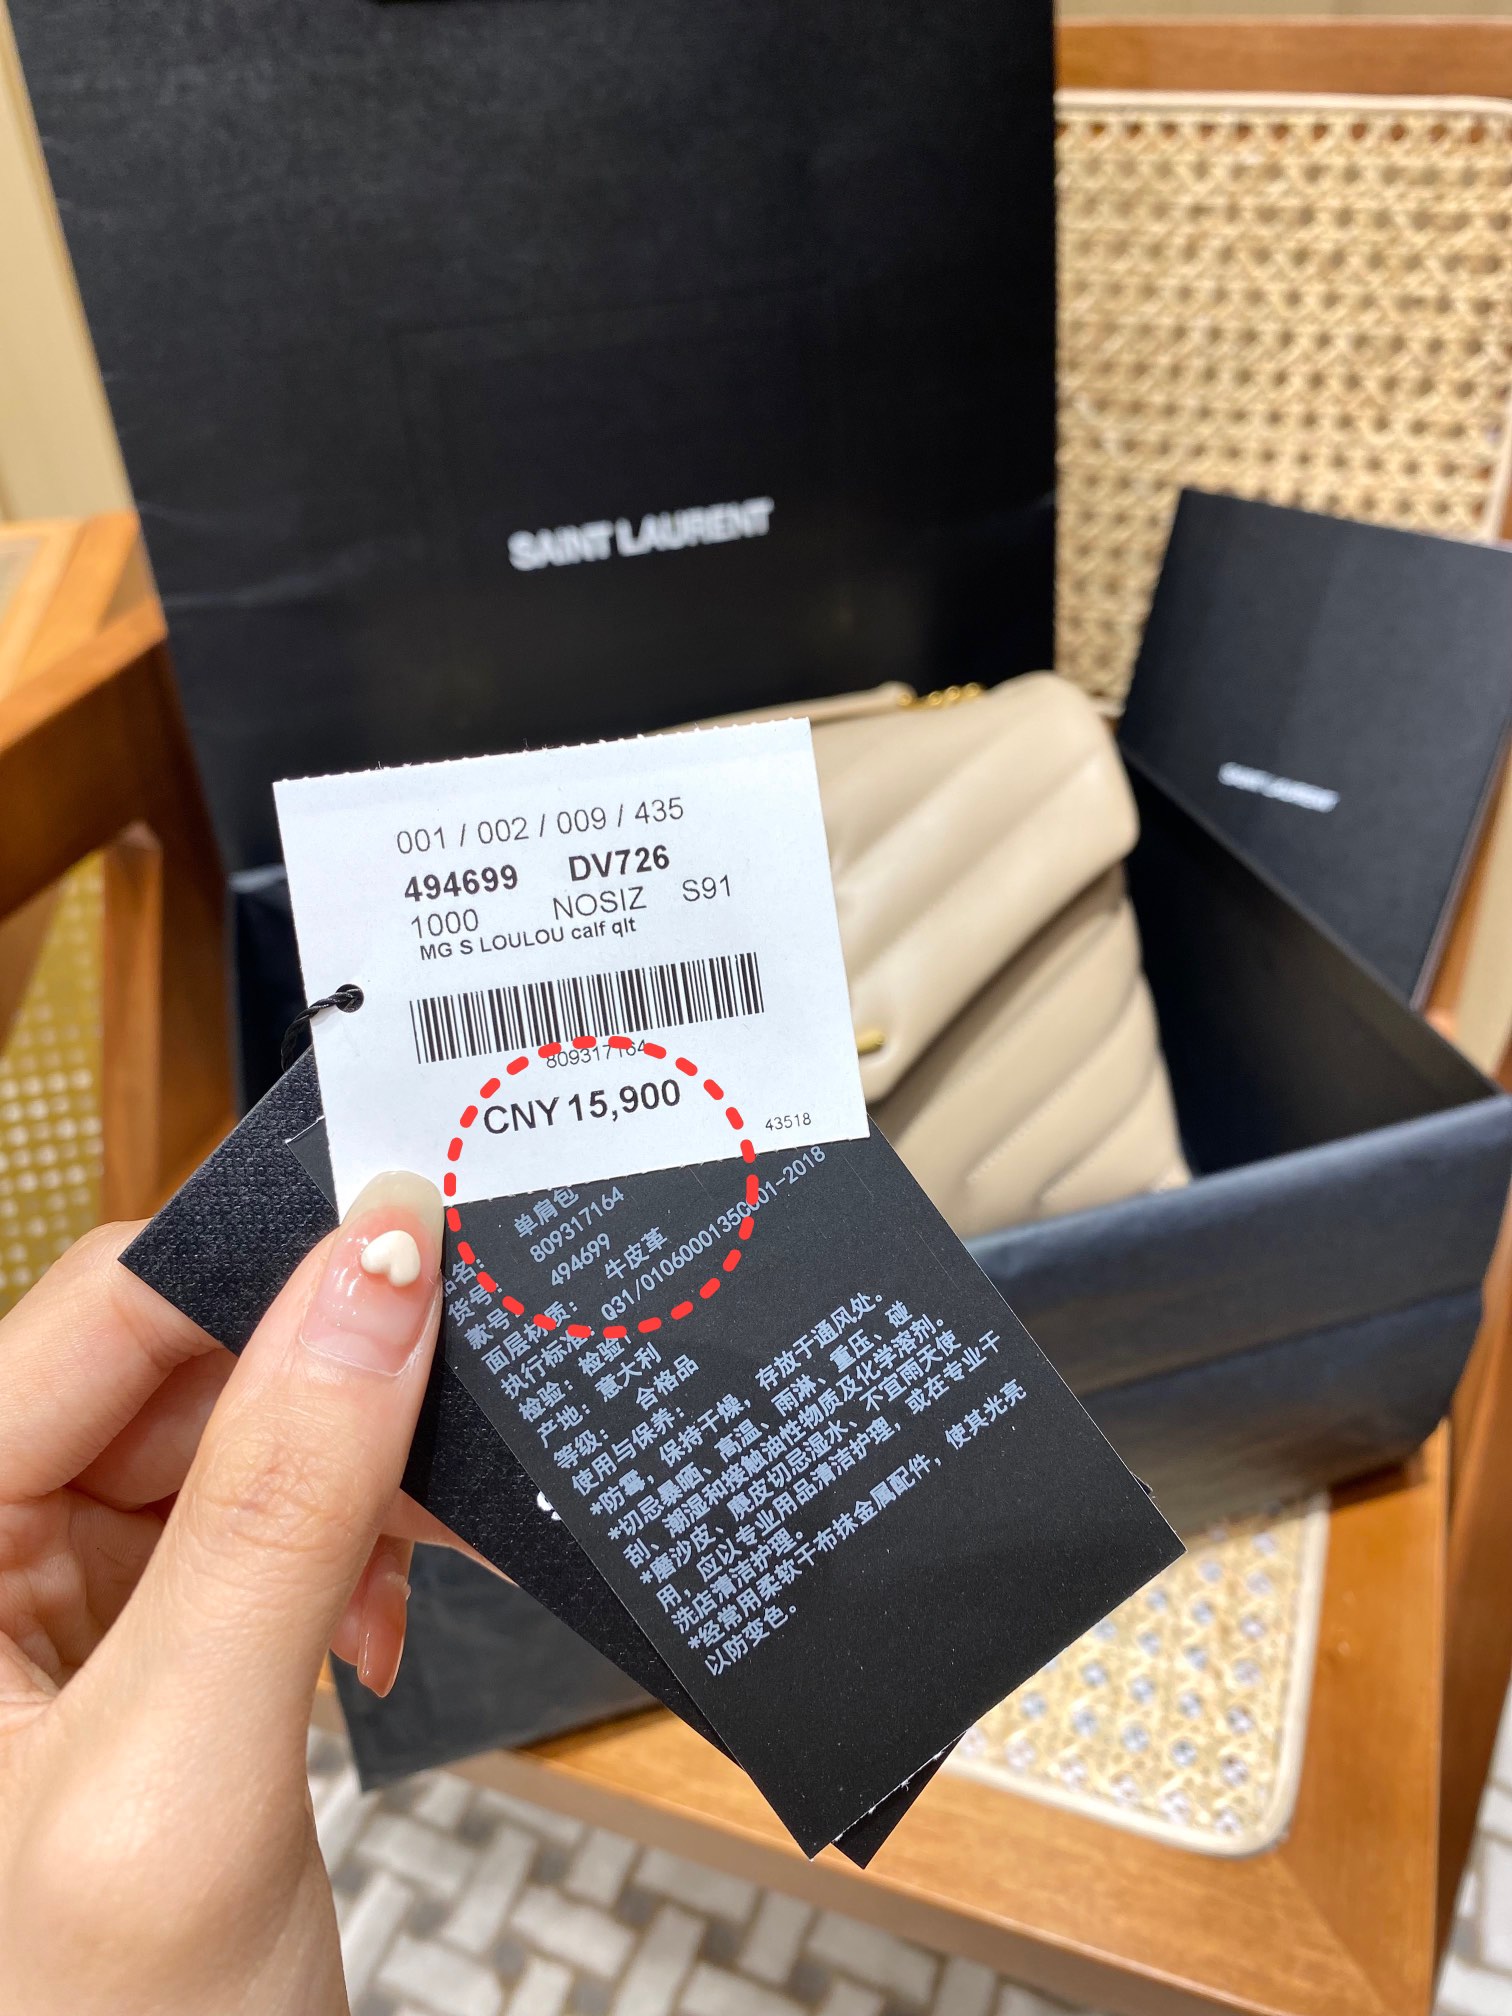 SAINT LAURENT
SAINT LAURENT
001 / 002 / 009 / 435
494699 DV726
1000 NOSIZ S91
MG S LOULOU calf qlt
809317164
CNY 15,900
43518
品名： 单肩包
货号： 809317164
款号： 494699
面层材质： 牛皮革
执行标准： Q31/0106000135C001-2018
检验： 检验1
产地： 意大利
等级： 合格品
使用与保养：
*防霉，保持干燥，存放于通风处。
*切忌暴晒、高温、雨淋、重压、碰
刮、潮湿和接触油性物质及化学溶剂。
*磨沙皮、麂皮切忌湿水、不宜雨天使
用，应以专业用品清洁护理，或在专业干
洗店清洁护理。
*经常用柔软干布抹金属配件，使其光亮
以防变色。